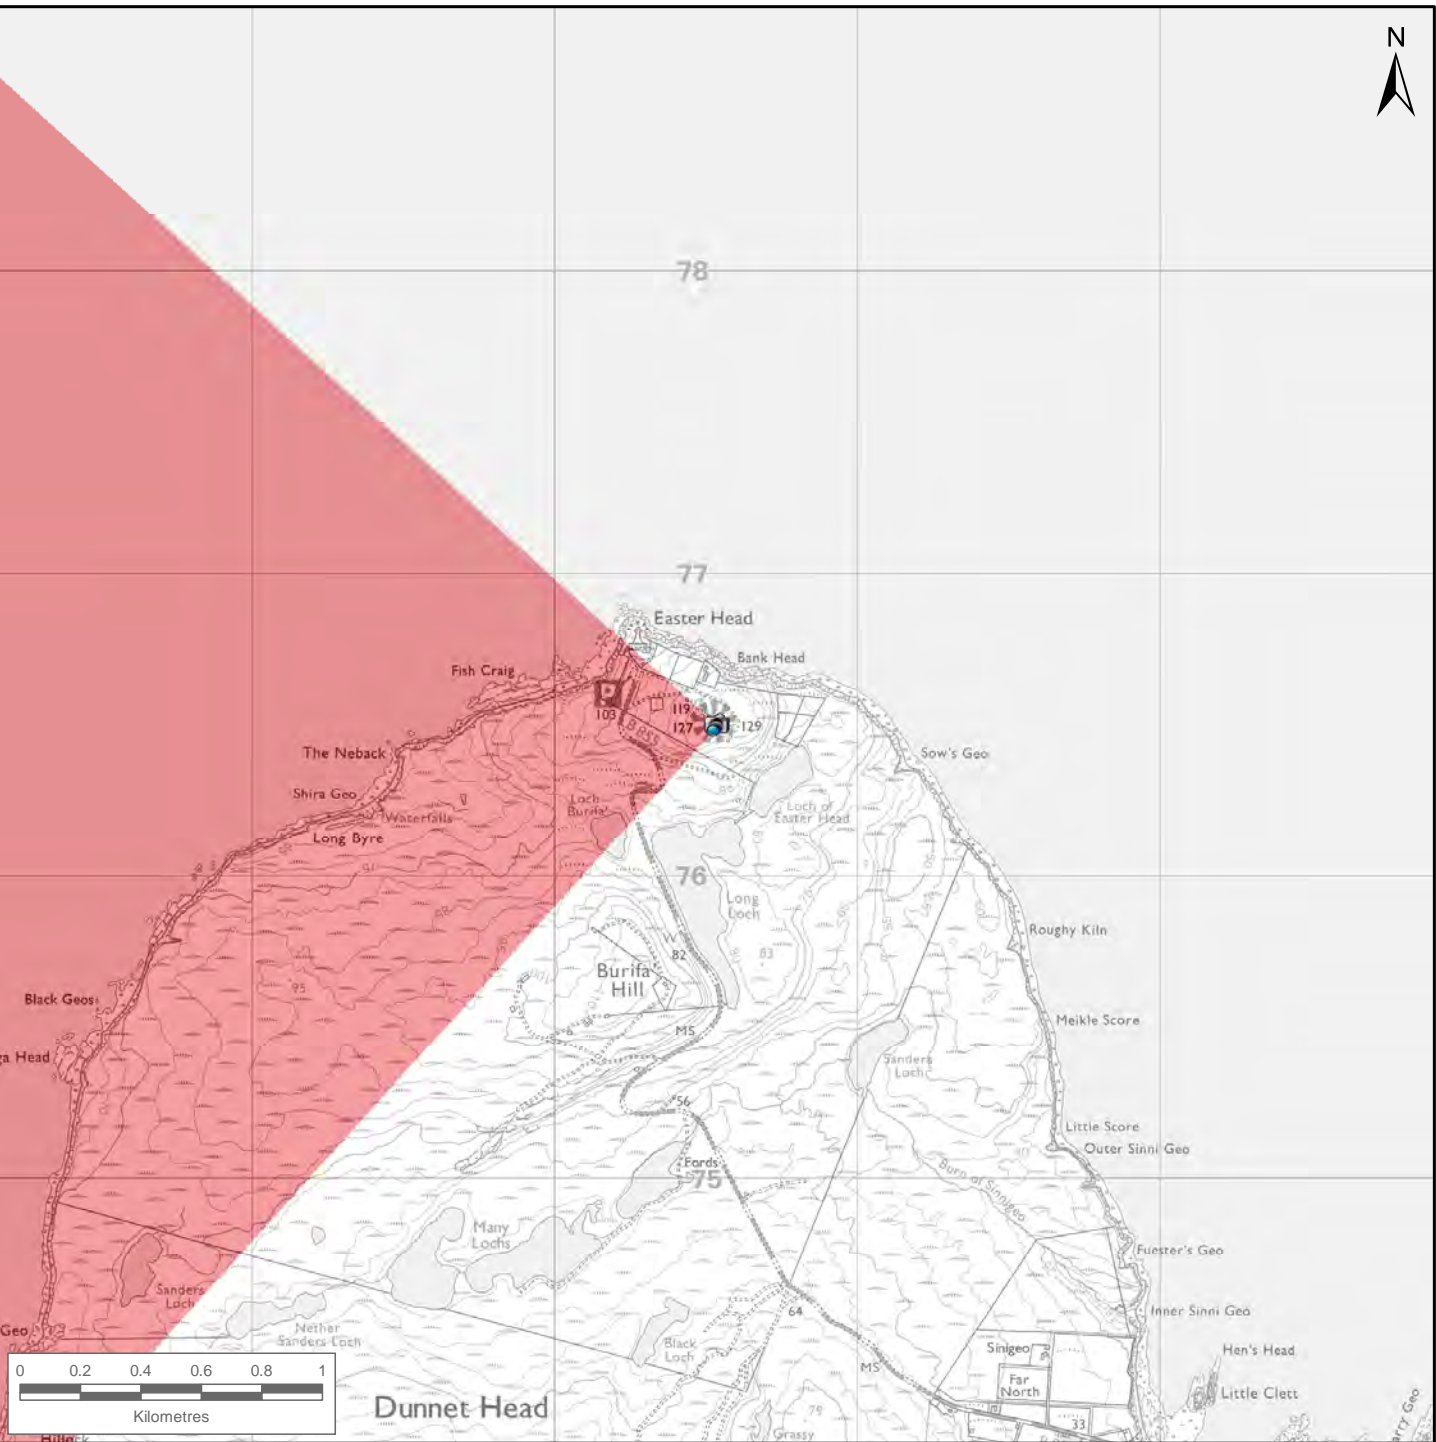 N
78
77
Easter Head
Bank Head
Fish Craig
P
103
119
127
129
B855
The Neback
Sow's Geo
Shira Geo
Waterfalls
Loch
Burifa
Loch of
Easter Head
Long Byre
76
Long
Loch
Roughy Kiln
W
82
83
Burifa
Hill
95
Black Geos
Meikle Score
MS
ga Head
Sanders
Loch
56
Little Score
Outer Sinni Geo
Fords
75
Burn of Sinnigeo
Many
Lochs
Fuester's Geo
Sanders
Loch
64
Inner Sinni Geo
Geo
Nether
Sanders Loch
Black
Loch
Sinigeo
Hen's Head
MS
Far
North
Little Clett
0 0.2 0.4 0.6 0.8 1
Kilometres
Dunnet Head
79
33
Grassy
arry Geo